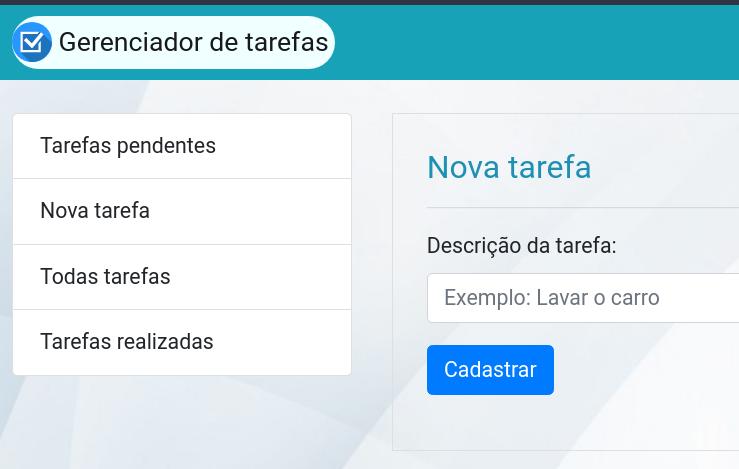 Gerenciador de tarefas
Tarefas pendentes
Nova tarefa
Todas tarefas
Tarefas realizadas
Nova tarefa
Descrição da tarefa:
Exemplo: Lavar o carro
Cadastrar